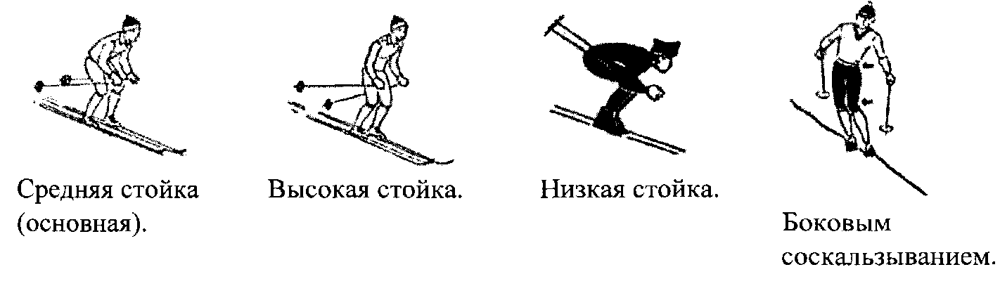 Средняя стойка
(основная).
Высокая стойка.
Низкая стойка.
Боковым
соскальзыванием.